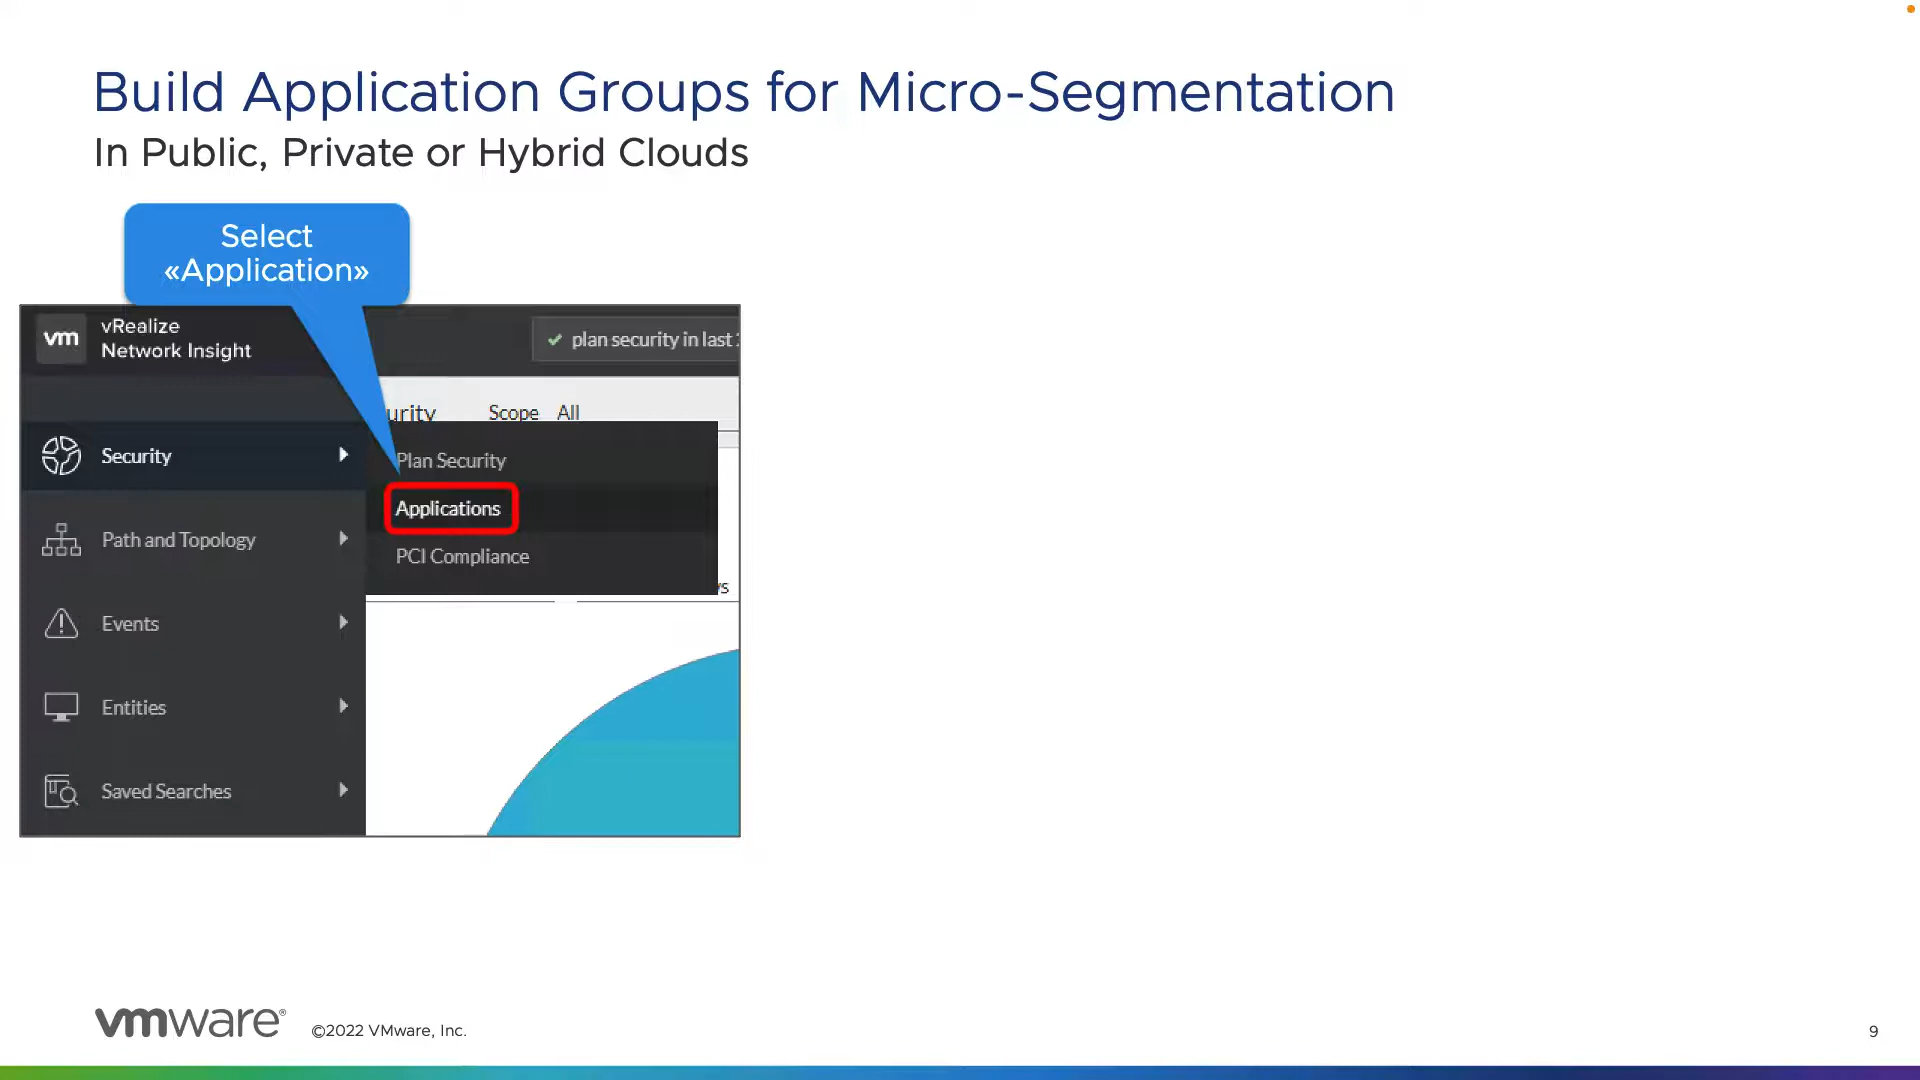 Build Application Groups for Micro-Segmentation
In Public, Private or Hybrid Clouds
Select
«Application»
vm
vRealize
Network Insight
plan security in last
urity Scope All
Security
Plan Security
Applications
Path and Topology
PCI Compliance
Events
Entities
Saved Searches
vmware®
©2022 VMware, Inc.
9